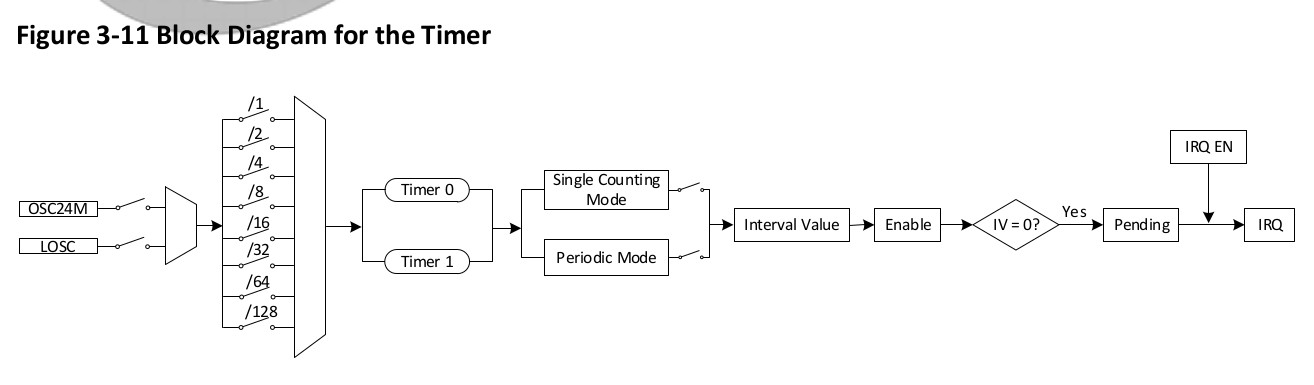 Figure 3-11 Block Diagram for the Timer
/1
/2
/4
/8
/16
/32
/64
/128
OSC24M
LOSC
Timer 0
Timer 1
Single Counting
Mode
Periodic Mode
Interval Value
Enable
IV = 0?
Yes
Pending
IRQ EN
IRQ